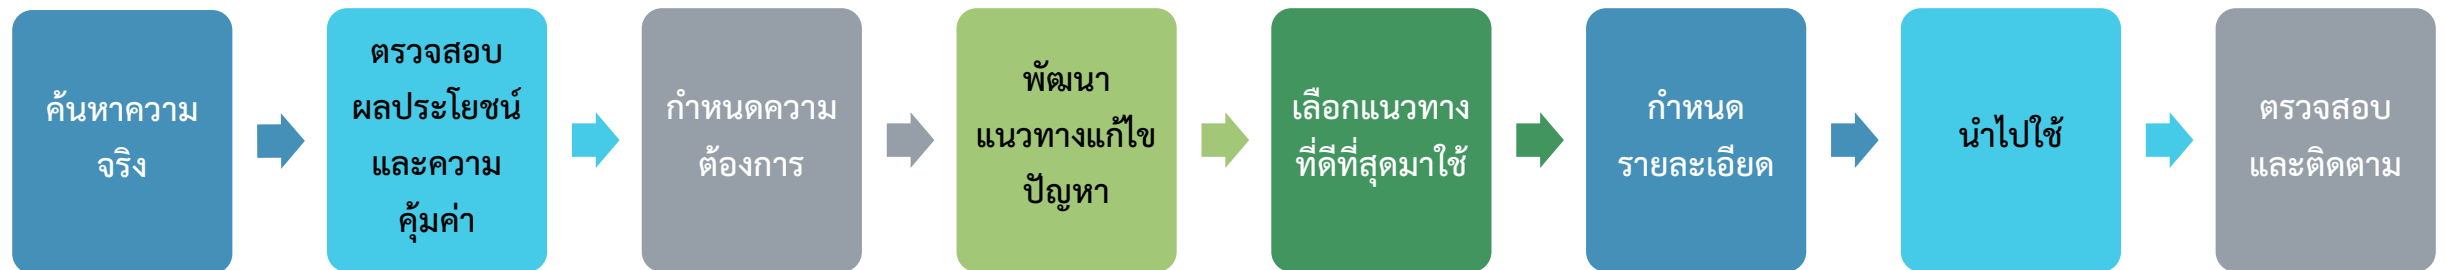 ค้นหาความ
จริง
ตรวจสอบ
ผลประโยชน์
และความ
คุ้มค่า
กำหนดความ
ต้องการ
พัฒนา
แนวทางแก้ไข
ปัญหา
เลือกแนวทาง
ที่ดีที่สุดมาใช้
กำหนด
รายละเอียด
นำไปใช้
ตรวจสอบ
และติดตาม